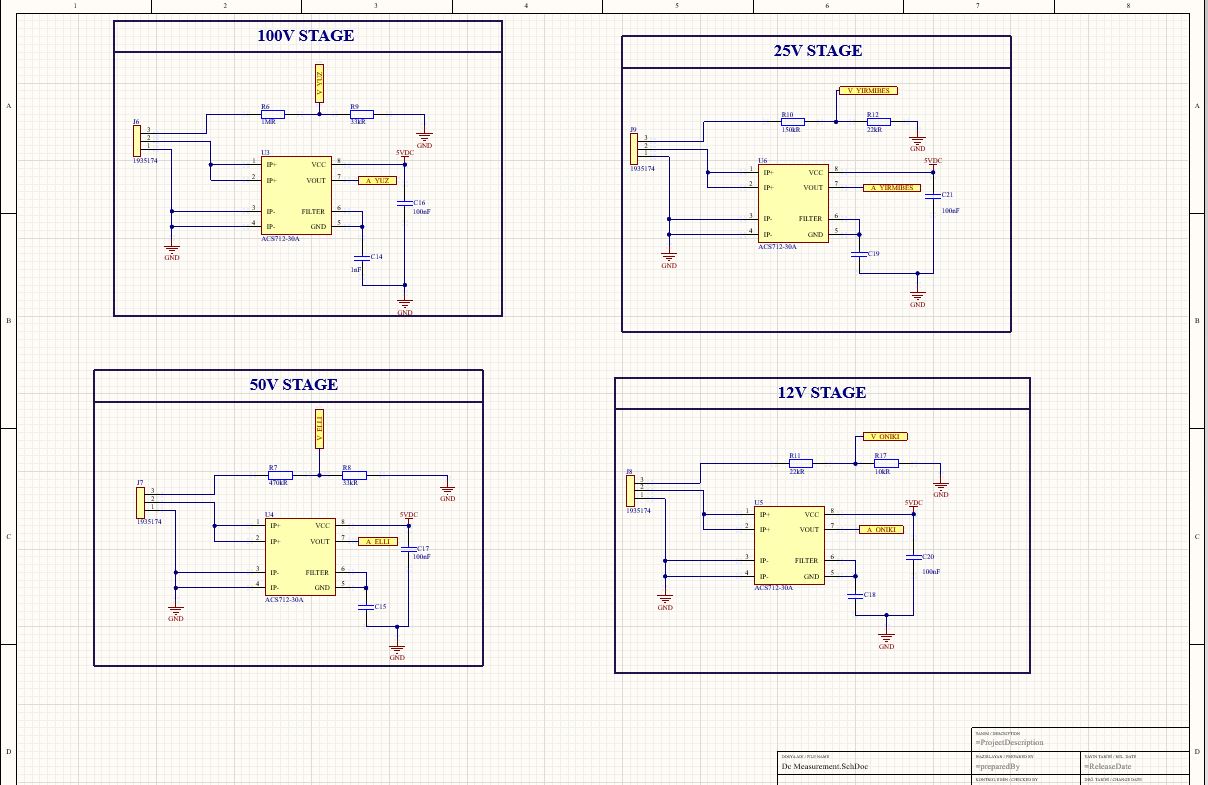 1 2 3 4 5 6 7 8
A A
B B
C C
D D
100V STAGE
V_YUZ
R6
1MR
R9
33kR
GND
J6
3
2
1
1935174
U3
1 IP+ VCC 8
2 IP+ VOUT 7
3 IP- FILTER 6
4 IP- GND 5
ACS712-30A
5VDC
A_YUZ
C16
100nF
C14
1nF
GND
GND
25V STAGE
V_YIRMIBES
R10
150kR
R12
22kR
GND
J9
3
2
1
1935174
U6
1 IP+ VCC 8
2 IP+ VOUT 7
3 IP- FILTER 6
4 IP- GND 5
ACS712-30A
5VDC
A_YIRMIBES
C21
100nF
C19
GND
GND
50V STAGE
V_ELLI
R7
470kR
R8
33kR
GND
J7
3
2
1
1935174
U4
1 IP+ VCC 8
2 IP+ VOUT 7
3 IP- FILTER 6
4 IP- GND 5
ACS712-30A
5VDC
A_ELLI
C17
100nF
C15
GND
GND
12V STAGE
V_ONIKI
R11
22kR
R17
10kR
GND
J8
3
2
1
1935174
U5
1 IP+ VCC 8
2 IP+ VOUT 7
3 IP- FILTER 6
4 IP- GND 5
ACS712-30A
5VDC
A_ONIKI
C20
100nF
C18
GND
GND
TANIM / DESCRIPTION
=ProjectDescription
DOSYA ADI / FILE NAME
Dc Measurement.SchDoc
HAZIRLAYAN / PREPARED BY
=preparedBy
YAYIN TARİHİ / REL. DATE
=ReleaseDate
KONTROL EDEN / CHECKED BY
DEĞ. TARİHİ / CHANGE DATE